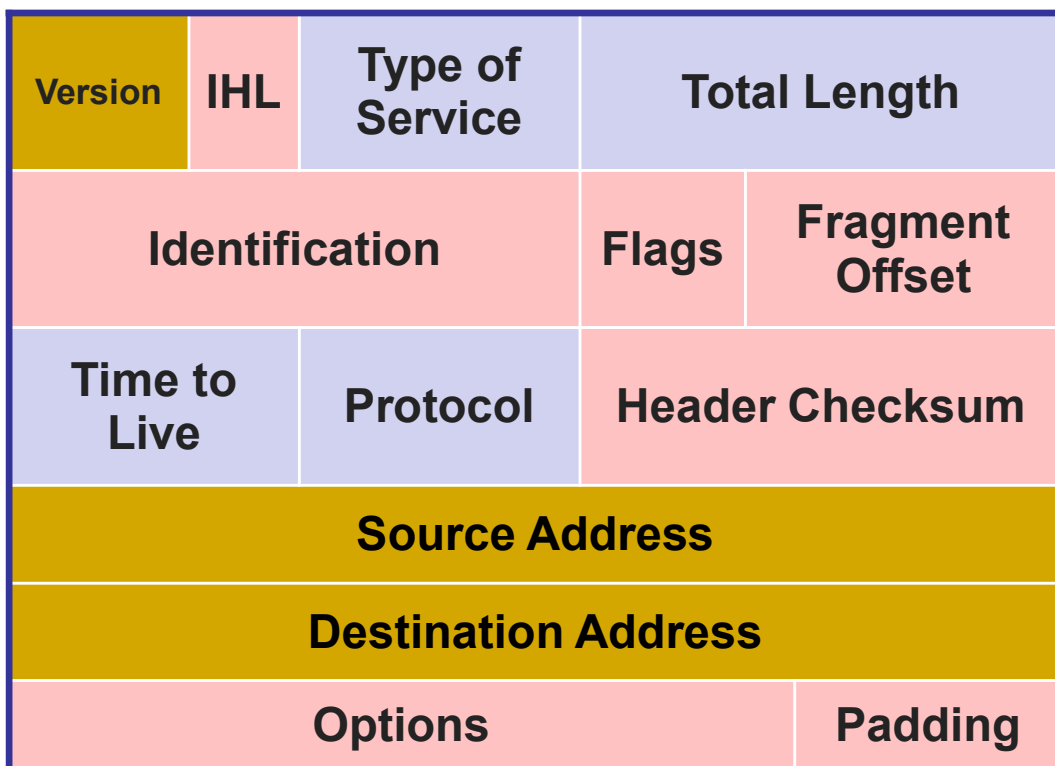 Version
IHL
Type of
Service
Total Length
Identification
Flags
Fragment
Offset
Time to
Live
Protocol
Header Checksum
Source Address
Destination Address
Options
Padding